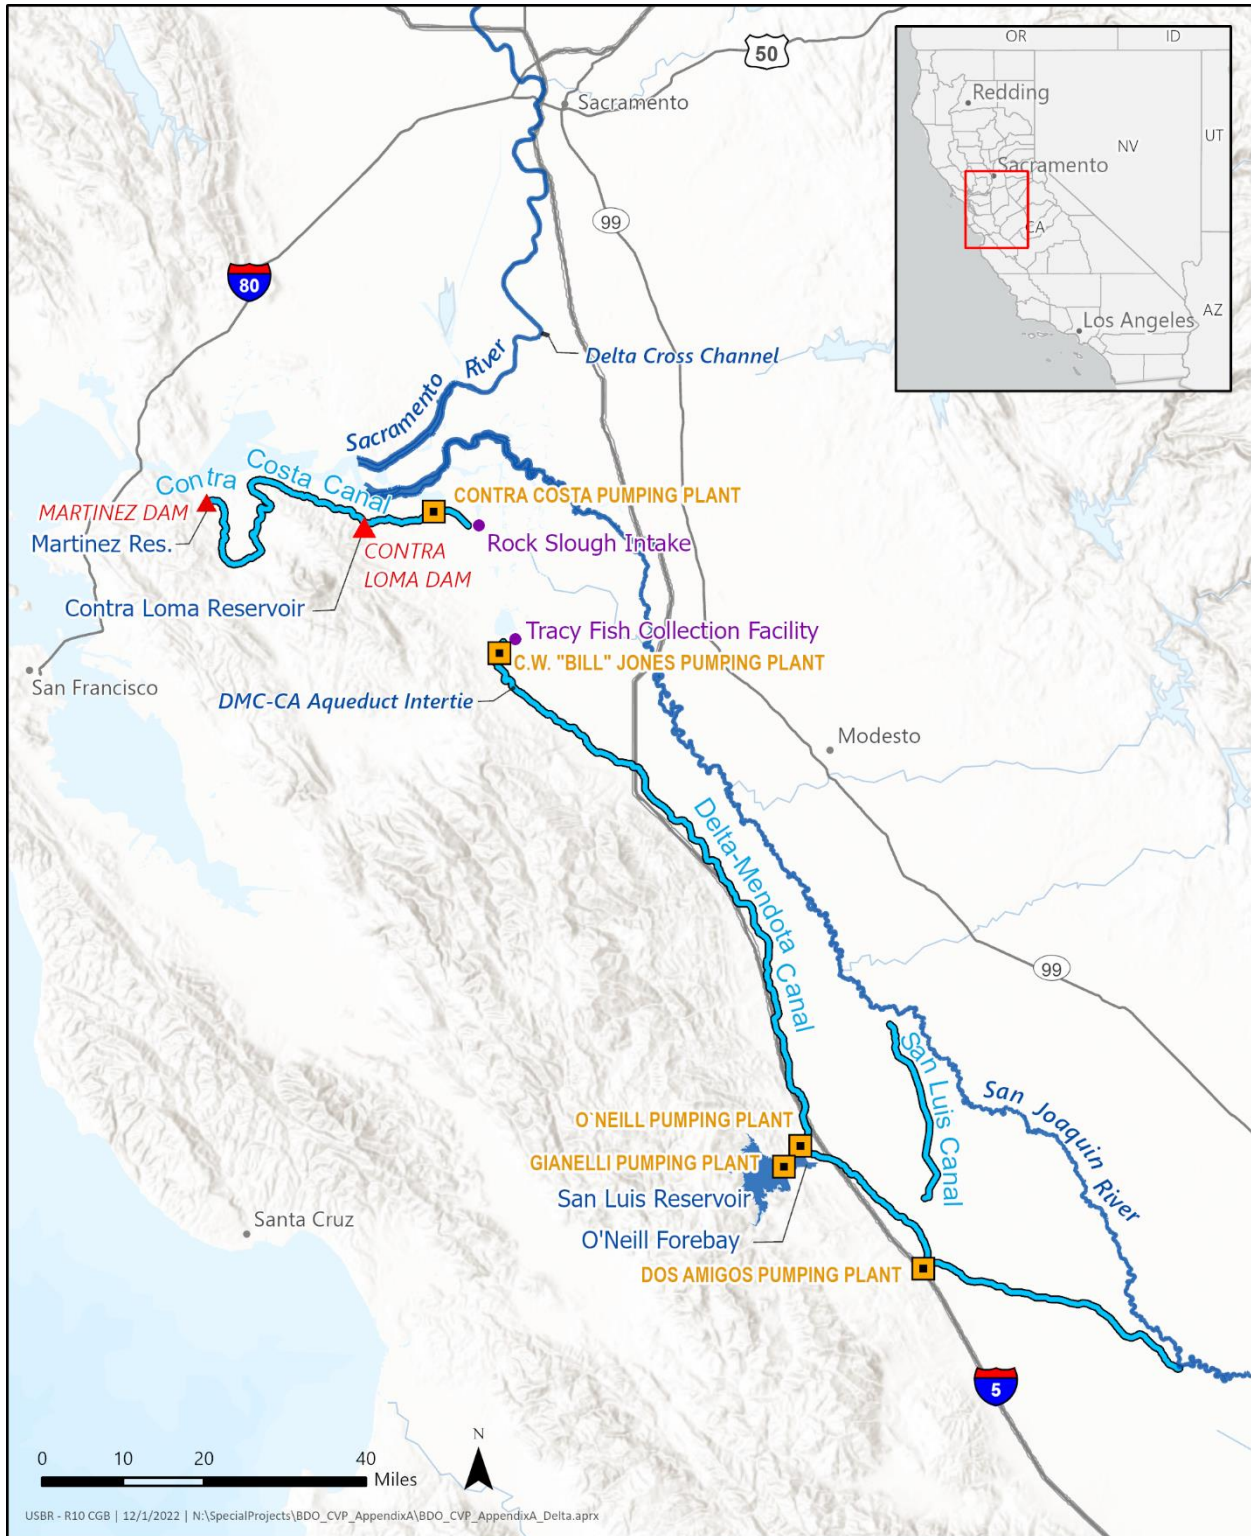 50
Sacramento
OR
ID
Redding
NV
UT
Sacramento
CA
AZ
Los Angeles
99
80
Delta Cross Channel
Sacramento River
Contra Costa Canal
CONTRA COSTA PUMPING PLANT
MARTINEZ DAM
Martinez Res.
Rock Slough Intake
CONTRA
LOMA DAM
Contra Loma Reservoir
Tracy Fish Collection Facility
C.W. "BILL" JONES PUMPING PLANT
San Francisco
DMC-CA Aqueduct Intertie
Modesto
Delta-Mendota Canal
99
San Luis Canal
San Joaquin River
O`NEILL PUMPING PLANT
GIANELLI PUMPING PLANT
San Luis Reservoir
Santa Cruz
O'Neill Forebay
DOS AMIGOS PUMPING PLANT
5
N
0 10 20 40
Miles
USBR - R10 CGB | 12/1/2022 | N:\SpecialProjects\BDO_CVP_AppendixA\BDO_CVP_AppendixA_Delta.aprx